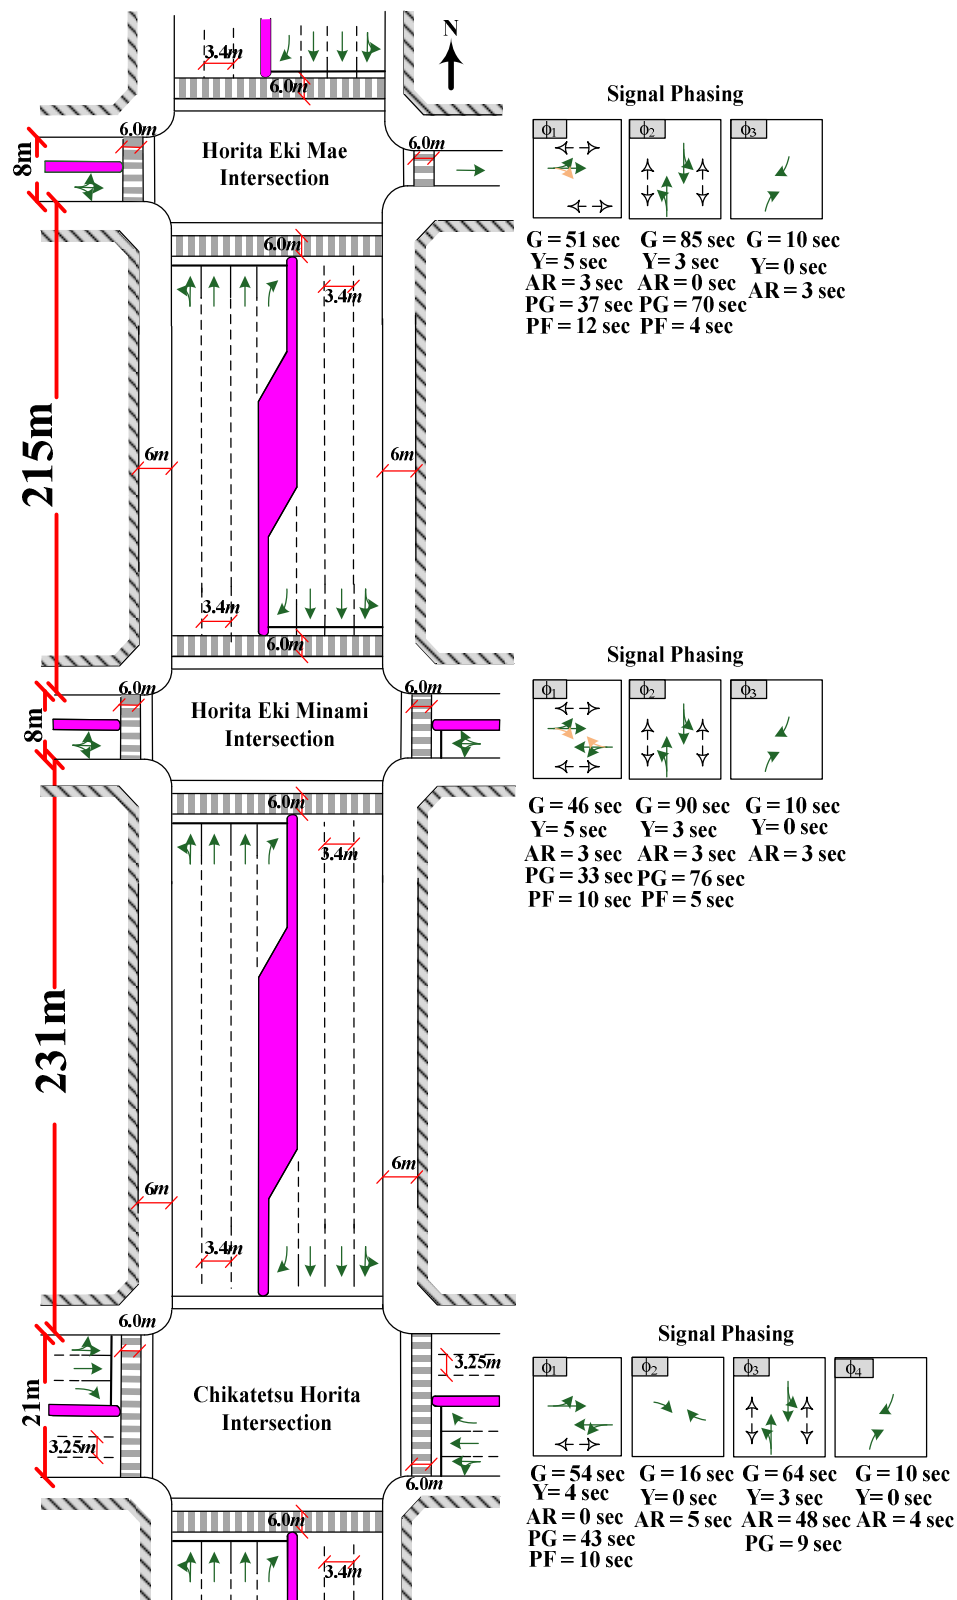 N
3.4m
6.0m
6.0m
6.0m
8m
Horita Eki Mae
Intersection
6.0m
3.4m
215m
6m
6m
3.4m
6.0m
Signal Phasing
ϕ1
ϕ2
ϕ3
G = 51 sec
Y = 5 sec
AR = 3 sec
PG = 37 sec
PF = 12 sec
G = 85 sec
Y = 3 sec
AR = 0 sec
PG = 70 sec
PF = 4 sec
G = 10 sec
Y = 0 sec
AR = 3 sec
6.0m
6.0m
8m
Horita Eki Minami
Intersection
6.0m
3.4m
231m
6m
6m
3.4m
Signal Phasing
ϕ1
ϕ2
ϕ3
G = 46 sec
Y = 5 sec
AR = 3 sec
PG = 33 sec
PF = 10 sec
G = 90 sec
Y = 3 sec
AR = 3 sec
PG = 76 sec
PF = 5 sec
G = 10 sec
Y = 0 sec
AR = 3 sec
6.0m
21m
3.25m
3.25m
Chikatetsu Horita
Intersection
6.0m
6.0m
3.4m
Signal Phasing
ϕ1
ϕ2
ϕ3
ϕ4
G = 54 sec
Y = 4 sec
AR = 0 sec
PG = 43 sec
PF = 10 sec
G = 16 sec
Y = 0 sec
AR = 5 sec
G = 64 sec
Y = 3 sec
AR = 48 sec
PG = 9 sec
G = 10 sec
Y = 0 sec
AR = 4 sec